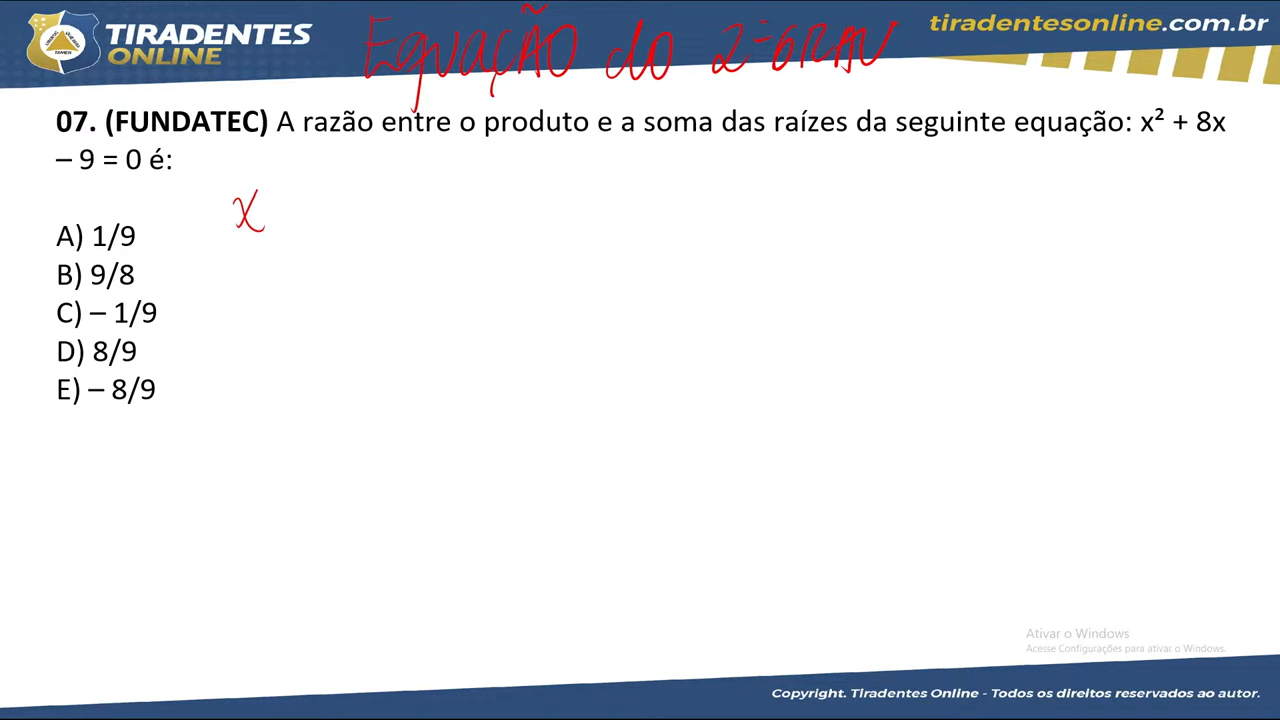 TIRADENTES
ONLINE
tiradentesonline.com.br
Equação do 2º GRAU
07. (FUNDATEC) A razão entre o produto e a soma das raízes da seguinte equação: x² + 8x
– 9 = 0 é:
x
A) 1/9
B) 9/8
C) – 1/9
D) 8/9
E) – 8/9
Ativar o Windows
Acesse Configurações para ativar o Windows.
Copyright. Tiradentes Online - Todos os direitos reservados ao autor.